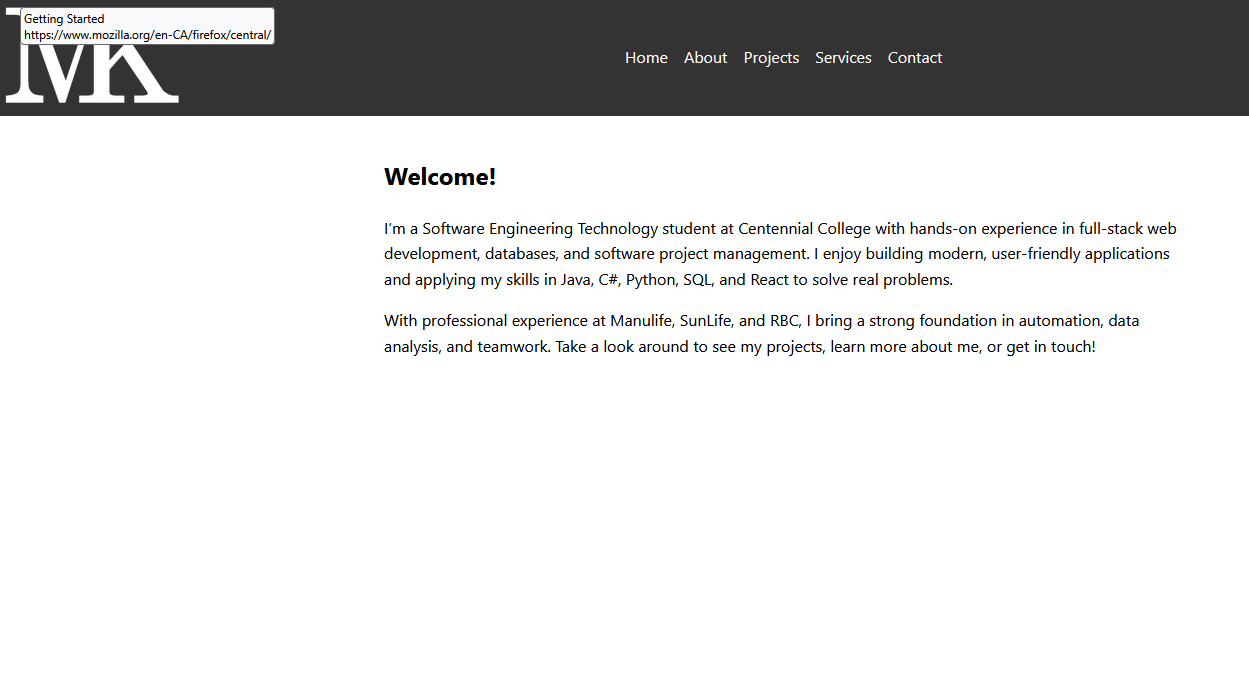 Getting Started
https://www.mozilla.org/en-CA/firefox/central/
MK
Home About Projects Services Contact
Welcome!
I’m a Software Engineering Technology student at Centennial College with hands-on experience in full-stack web
development, databases, and software project management. I enjoy building modern, user-friendly applications
and applying my skills in Java, C#, Python, SQL, and React to solve real problems.
With professional experience at Manulife, SunLife, and RBC, I bring a strong foundation in automation, data
analysis, and teamwork. Take a look around to see my projects, learn more about me, or get in touch!